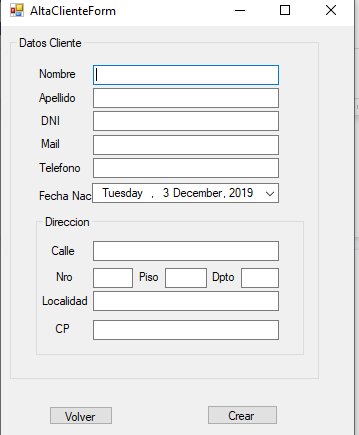 AltaClienteForm
Datos Cliente
Nombre
Apellido
DNI
Mail
Telefono
Fecha Nac Tuesday , 3 December, 2019
Direccion
Calle
Nro Piso Dpto
Localidad
CP
Volver Crear